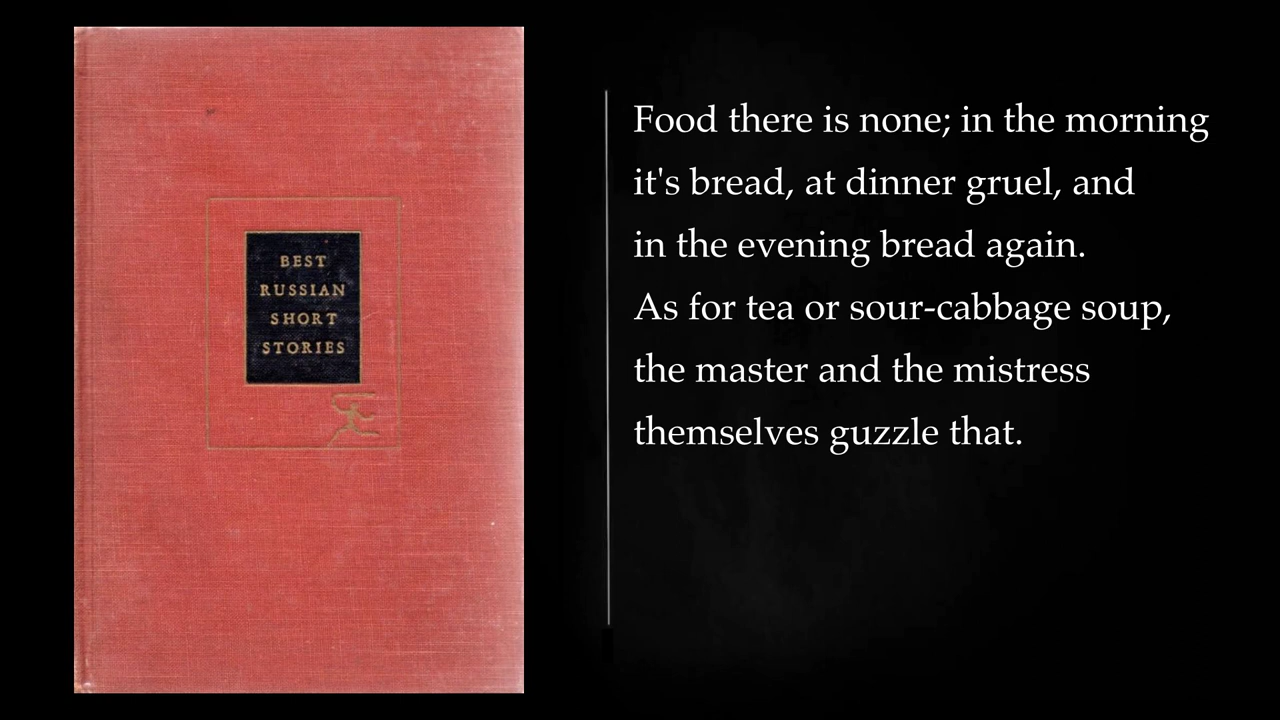 BEST
RUSSIAN
SHORT
STORIES
Food there is none; in the morning
it's bread, at dinner gruel, and
in the evening bread again.
As for tea or sour-cabbage soup,
the master and the mistress
themselves guzzle that.